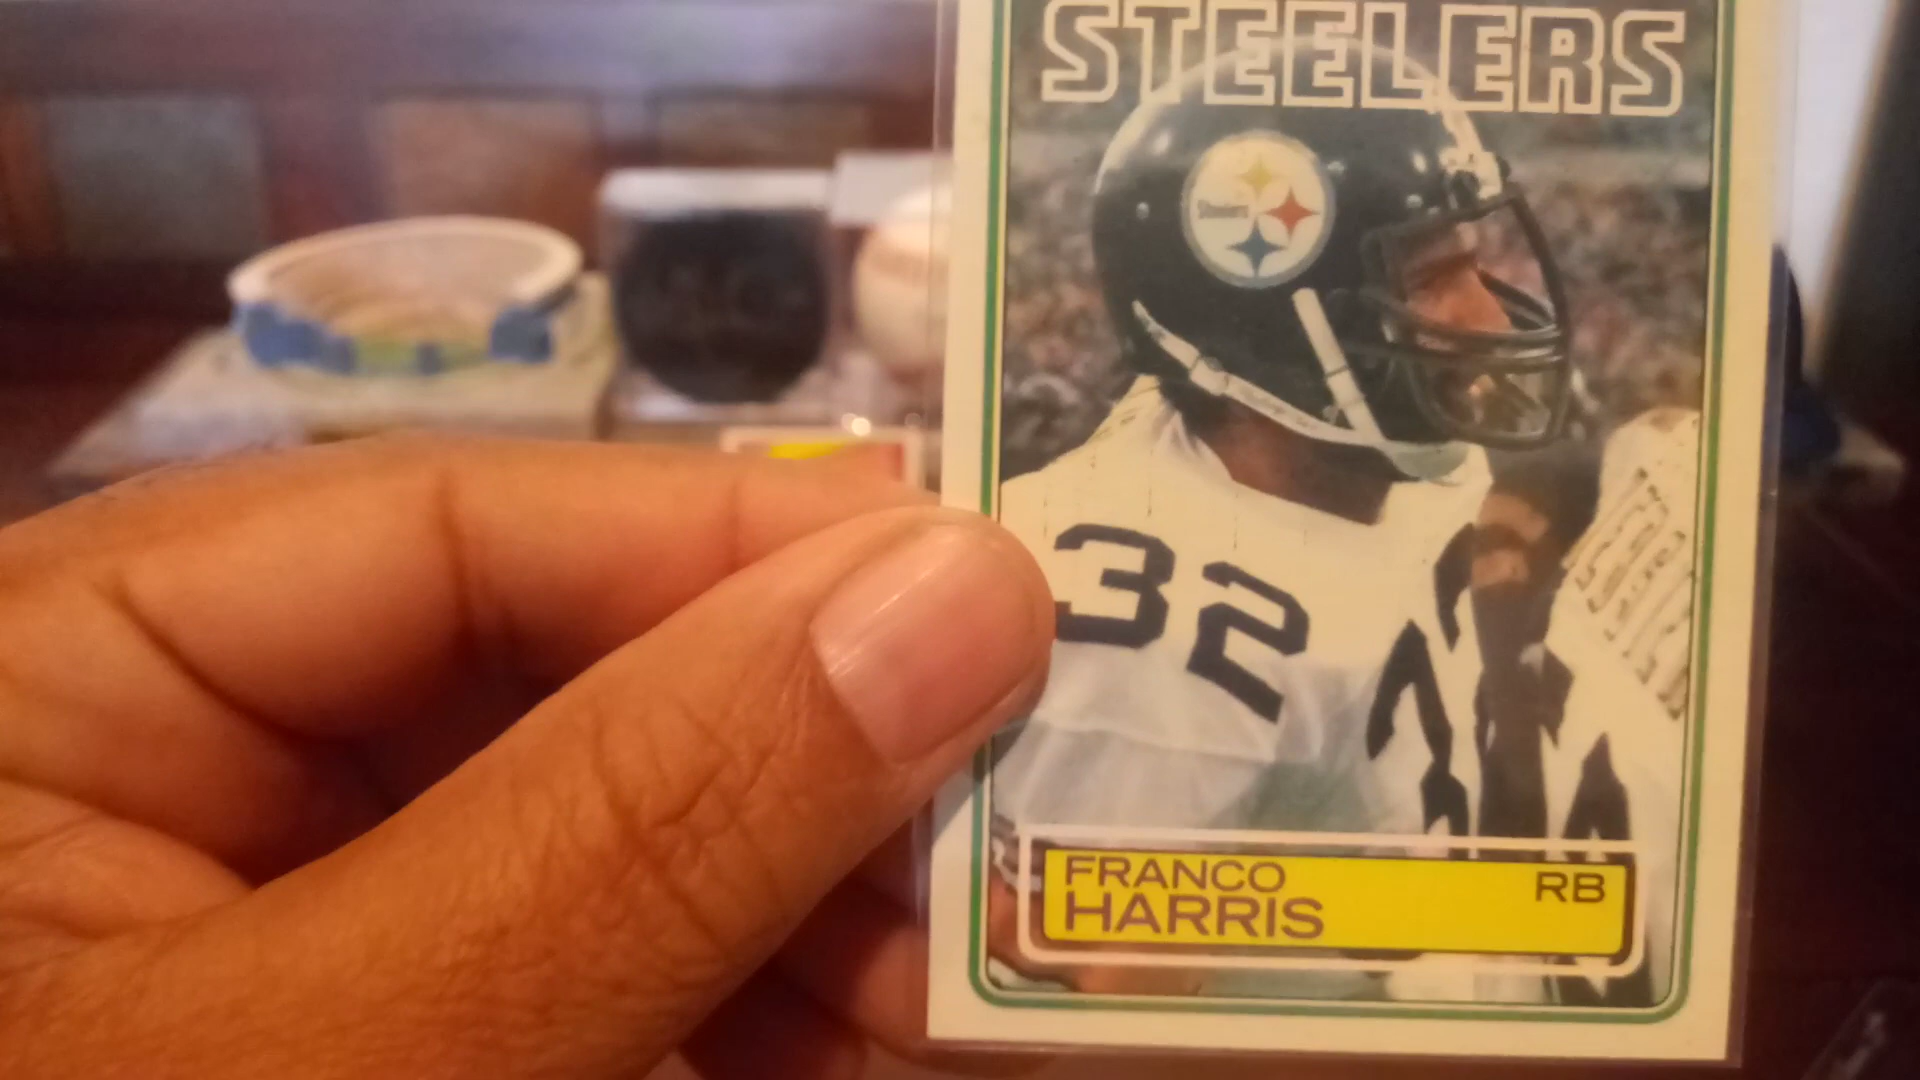 STEELERS
Steelers
32
FRANCO
HARRIS
RB